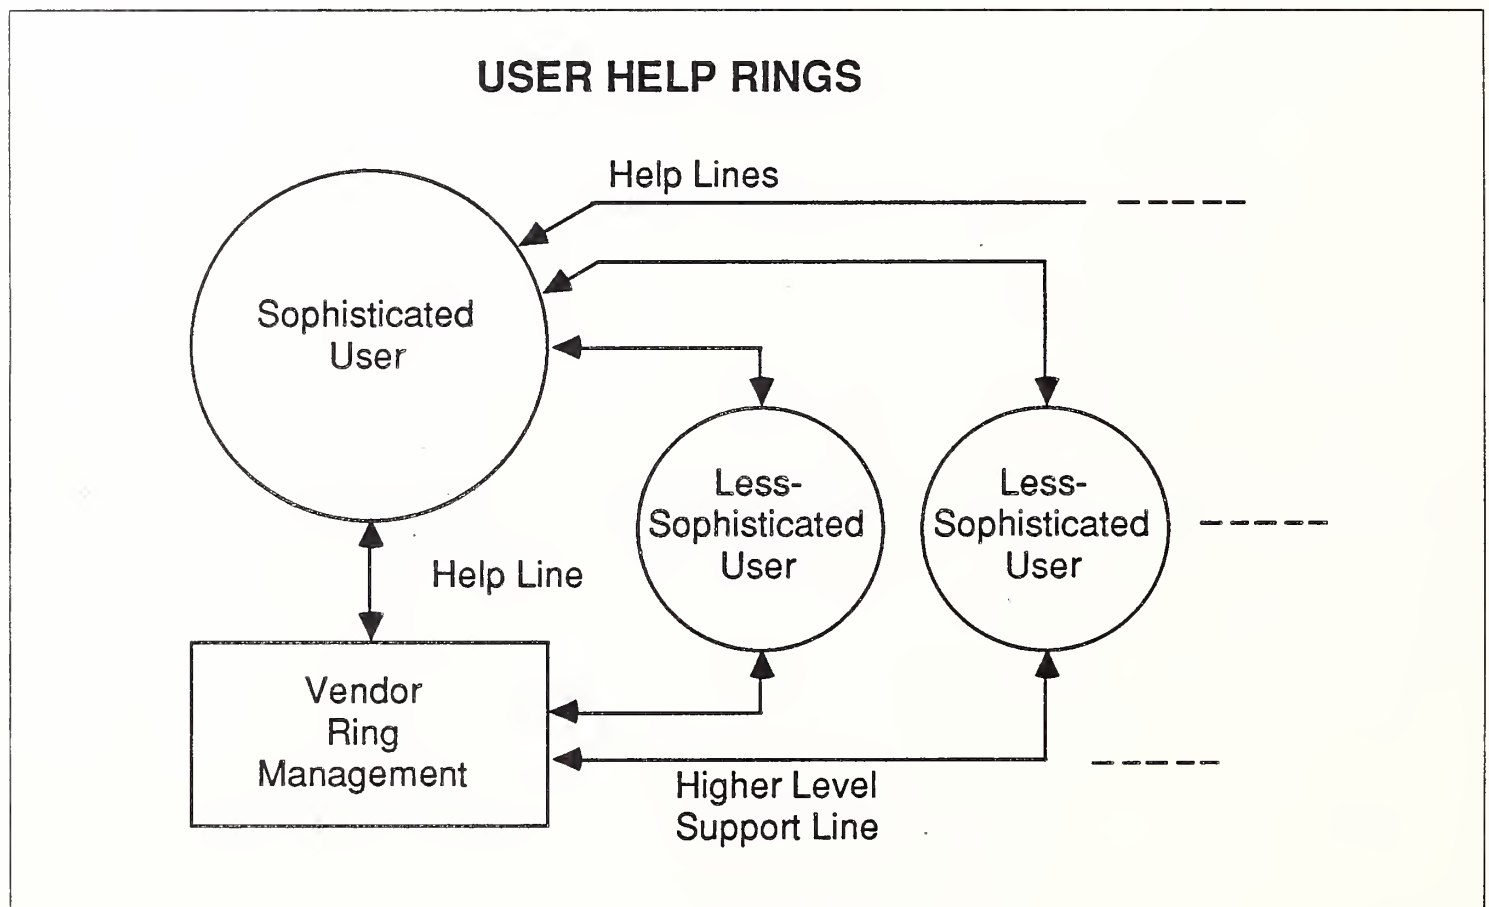 USER HELP RINGS
Help Lines
Sophisticated
User
Less-
Sophisticated
User
Less-
Sophisticated
User
Help Line
Vendor
Ring
Management
Higher Level
Support Line